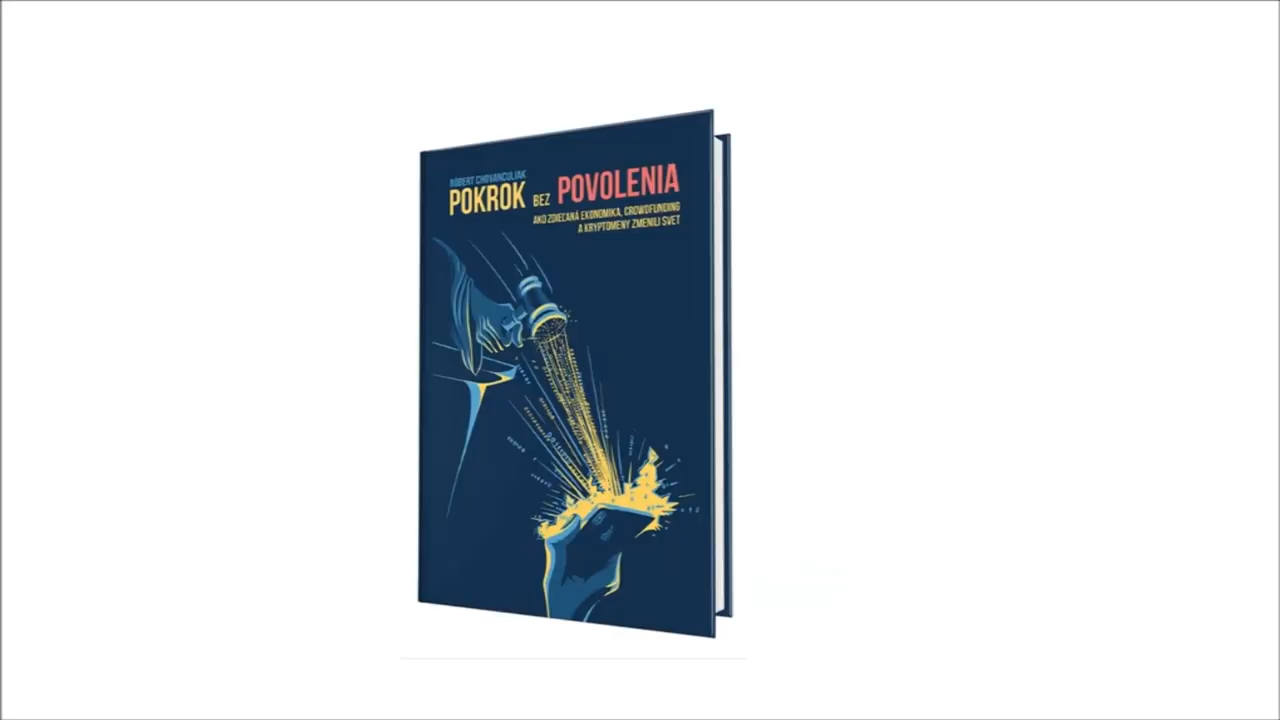 RÓBERT CHOVANCULIAK
POKROK BEZ POVOLENIA
AKO ZDIEĽANÁ EKONOMIKA, CROWDFUNDING
A KRYPTOMENY ZMENILI SVET